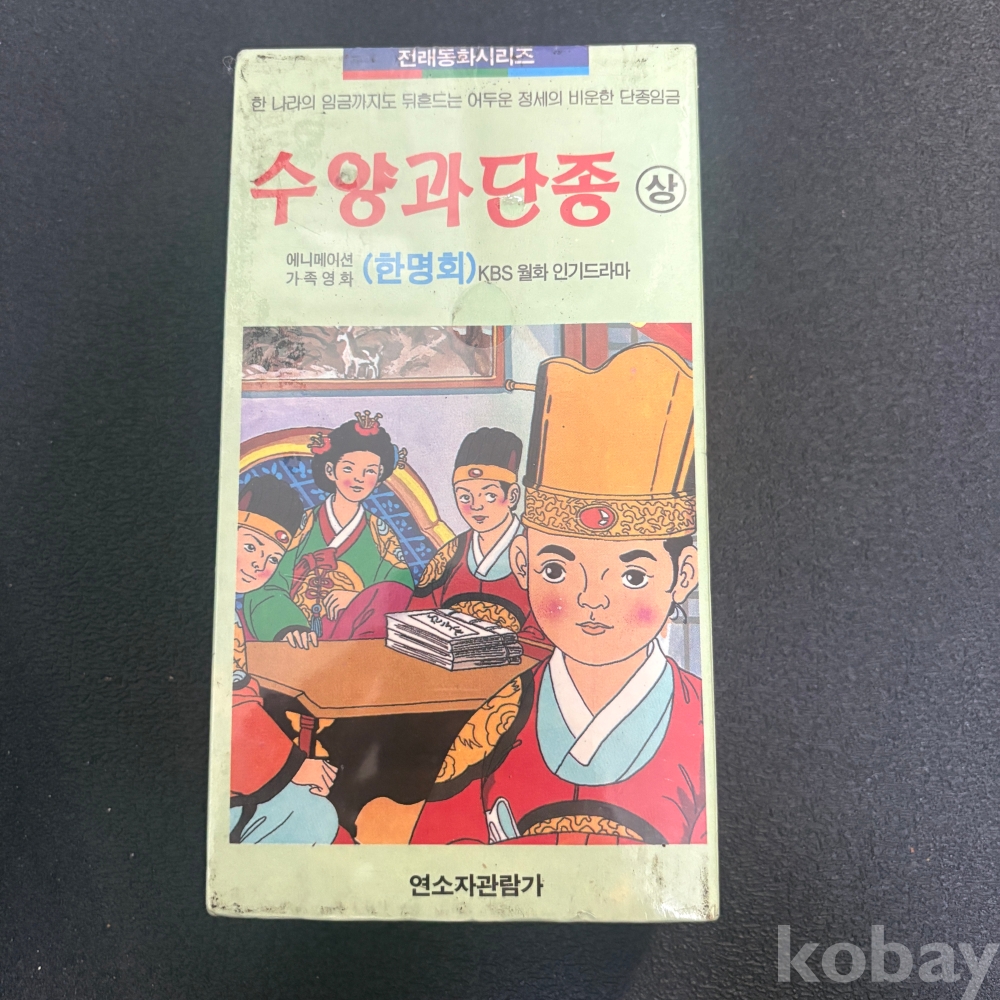 전래동화시리즈
한 나라의 임금까지도 뒤흔드는 어두운 정세의 비운한 단종임금
수양과단종 상
에니메이션
가족영화 (한명회) KBS 월화 인기드라마
연소자관람가
kobay